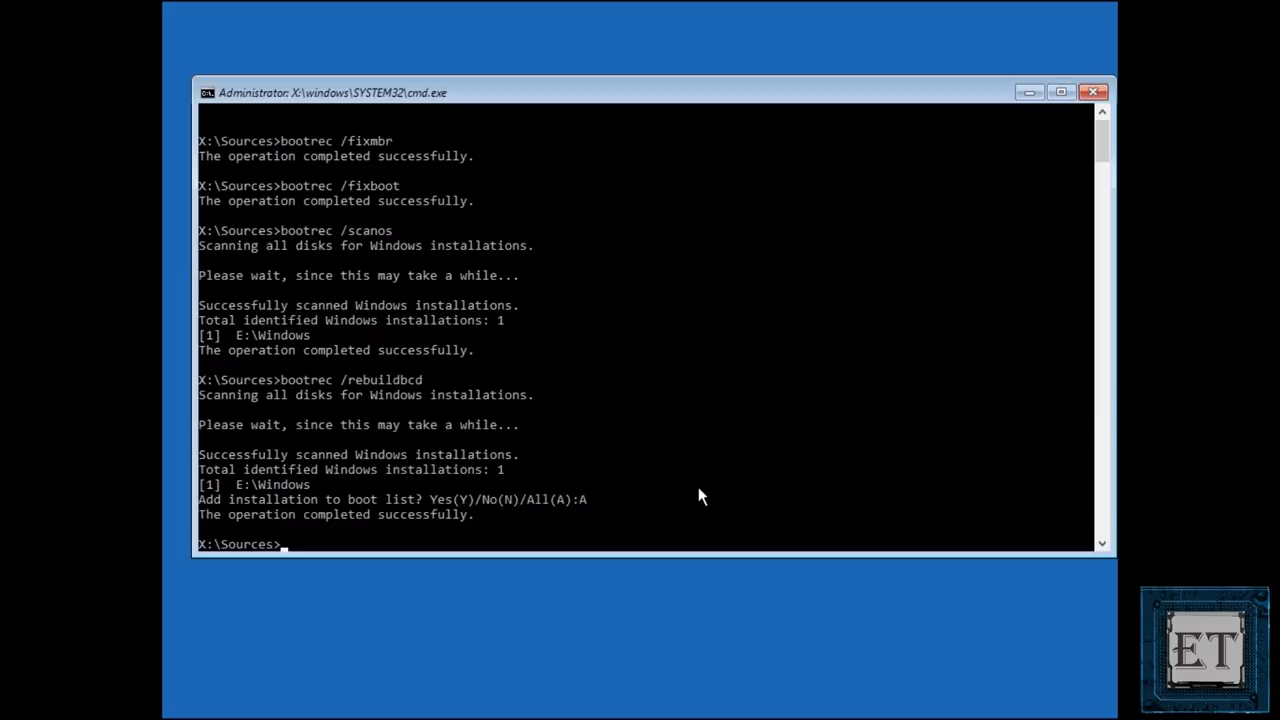 Administrator: X:\windows\SYSTEM32\cmd.exe
X:\Sources>bootrec /fixmbr
The operation completed successfully.
X:\Sources>bootrec /fixboot
The operation completed successfully.
X:\Sources>bootrec /scanos
Scanning all disks for Windows installations.
Please wait, since this may take a while...
Successfully scanned Windows installations.
Total identified Windows installations: 1
[1]  E:\Windows
The operation completed successfully.
X:\Sources>bootrec /rebuildbcd
Scanning all disks for Windows installations.
Please wait, since this may take a while...
Successfully scanned Windows installations.
Total identified Windows installations: 1
[1]  E:\Windows
Add installation to boot list? Yes(Y)/No(N)/All(A):A
The operation completed successfully.
X:\Sources>
ET